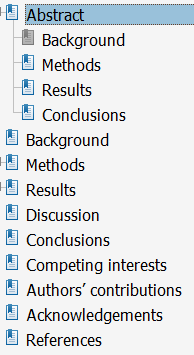 Abstract
Background
Methods
Results
Conclusions
Background
Methods
Results
Discussion
Conclusions
Competing interests
Authors’ contributions
Acknowledgements
References